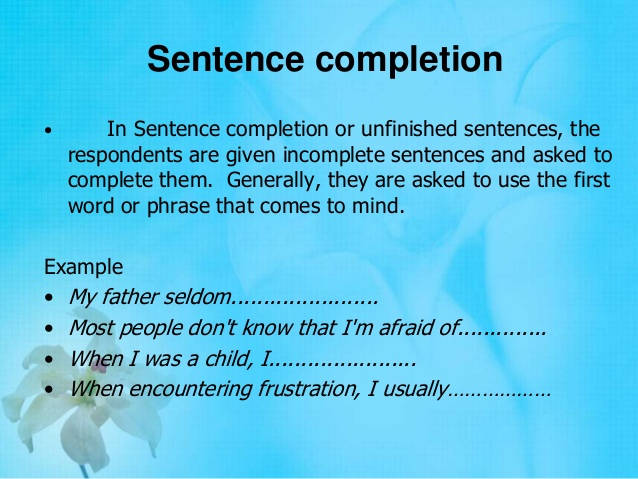 Sentence completion
• In Sentence completion or unfinished sentences, the
respondents are given incomplete sentences and asked to
complete them. Generally, they are asked to use the first
word or phrase that comes to mind.
Example
• My father seldom.......................
• Most people don't know that I'm afraid of..............
• When I was a child, I.......................
• When encountering frustration, I usually……………..